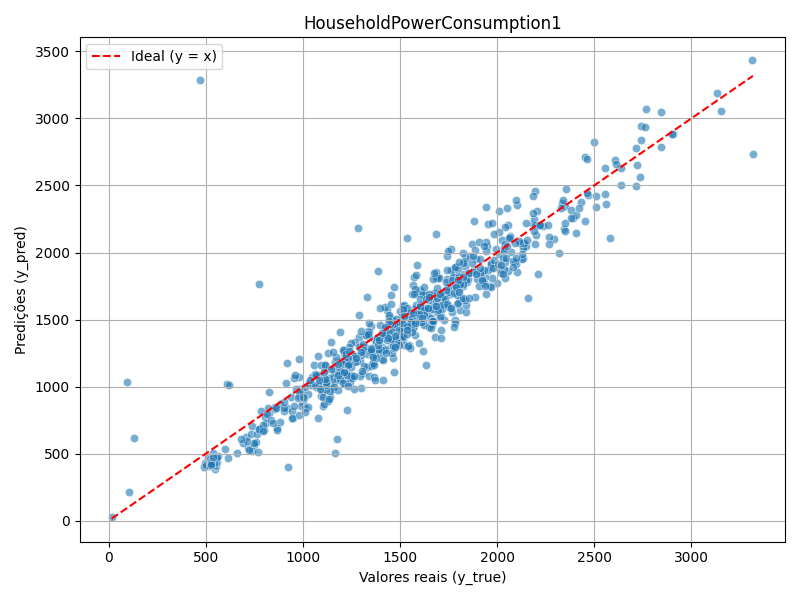 HouseholdPowerConsumption1
Ideal (y = x)
Predições (y_pred)
3500
3000
2500
2000
1500
1000
500
0
0 500 1000 1500 2000 2500 3000
Valores reais (y_true)